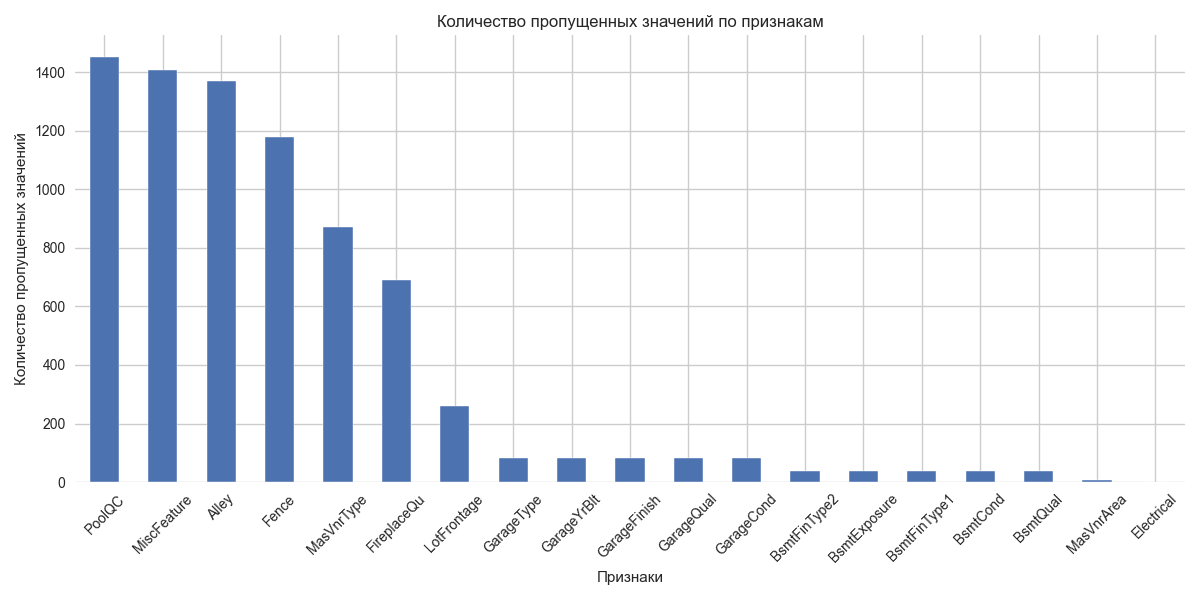 Количество пропущенных значений по признакам
Количество пропущенных значений
1400
1200
1000
800
600
400
200
0
PoolQC
MiscFeature
Alley
Fence
MasVnrType
FireplaceQu
LotFrontage
GarageType
GarageYrBlt
GarageFinish
GarageQual
GarageCond
BsmtFinType2
BsmtExposure
BsmtFinType1
BsmtCond
BsmtQual
MasVnrArea
Electrical
Признаки